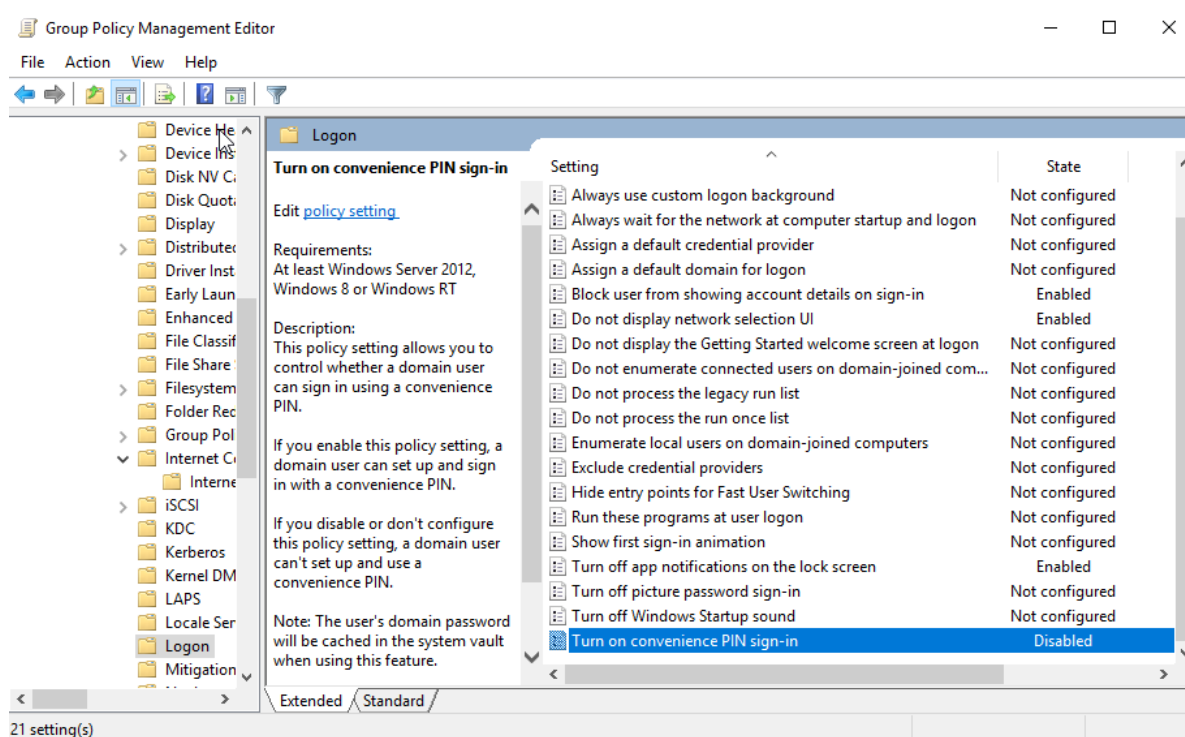 Group Policy Management Editor
File Action View Help
Device He
Device Ins
Disk NV Ca
Disk Quota
Display
Distributed
Driver Inst
Early Laun
Enhanced
File Classif
File Share
Filesystem
Folder Rec
Group Pol
Internet Co
Interne
iSCSI
KDC
Kerberos
Kernel DM
LAPS
Locale Ser
Logon
Mitigation
Logon
Turn on convenience PIN sign-in
Edit policy setting
Requirements:
At least Windows Server 2012,
Windows 8 or Windows RT
Description:
This policy setting allows you to
control whether a domain user
can sign in using a convenience
PIN.
If you enable this policy setting, a
domain user can set up and sign
in with a convenience PIN.
If you disable or don't configure
this policy setting, a domain user
can't set up and use a
convenience PIN.
Note: The user's domain password
will be cached in the system vault
when using this feature.
Setting State
Always use custom logon background Not configured
Always wait for the network at computer startup and logon Not configured
Assign a default credential provider Not configured
Assign a default domain for logon Not configured
Block user from showing account details on sign-in Enabled
Do not display network selection UI Enabled
Do not display the Getting Started welcome screen at logon Not configured
Do not enumerate connected users on domain-joined com... Not configured
Do not process the legacy run list Not configured
Do not process the run once list Not configured
Enumerate local users on domain-joined computers Not configured
Exclude credential providers Not configured
Hide entry points for Fast User Switching Not configured
Run these programs at user logon Not configured
Show first sign-in animation Not configured
Turn off app notifications on the lock screen Enabled
Turn off picture password sign-in Not configured
Turn off Windows Startup sound Not configured
Turn on convenience PIN sign-in Disabled
Extended Standard
21 setting(s)